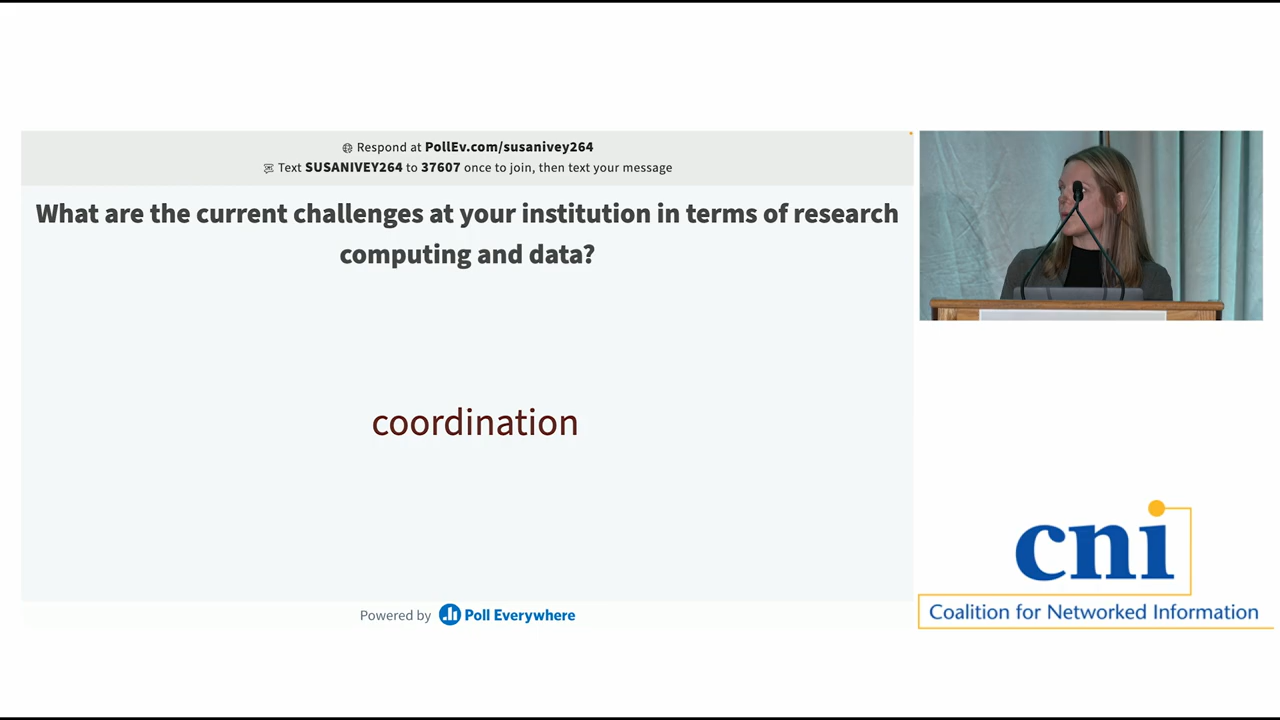 Respond at PollEv.com/susanivey264
Text SUSANIVEY264 to 37607 once to join, then text your message
What are the current challenges at your institution in terms of research
computing and data?
coordination
Powered by Poll Everywhere
cni
Coalition for Networked Information